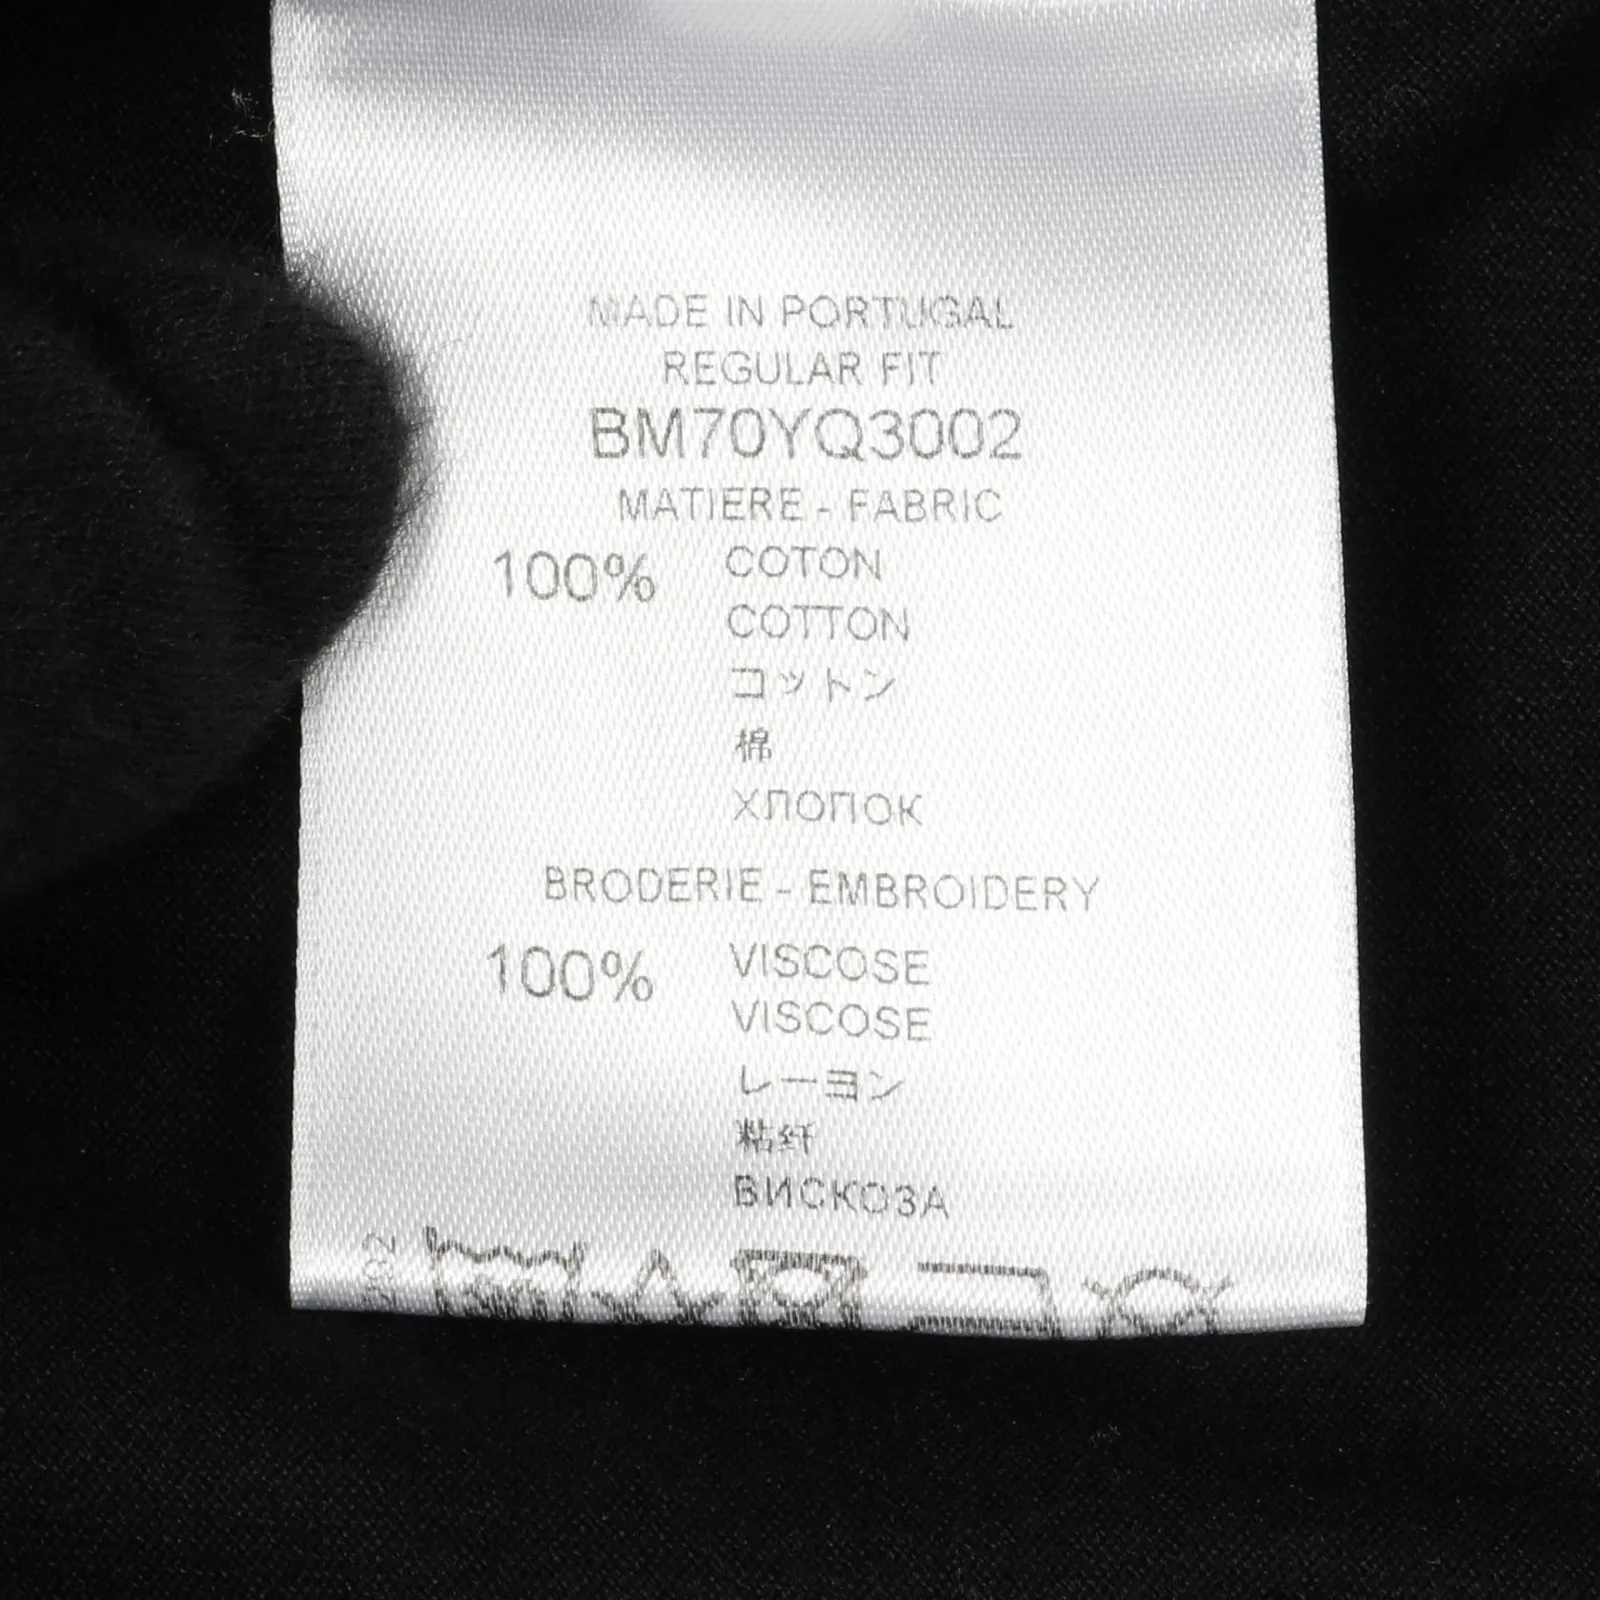 MADE IN PORTUGAL
REGULAR FIT
BM70YQ3002
MATIERE - FABRIC
100% COTON
COTTON
コットン
棉
ХЛОПОК
BRODERIE - EMBROIDERY
100% VISCOSE
VISCOSE
レーヨン
粘纤
ВИСКОЗА